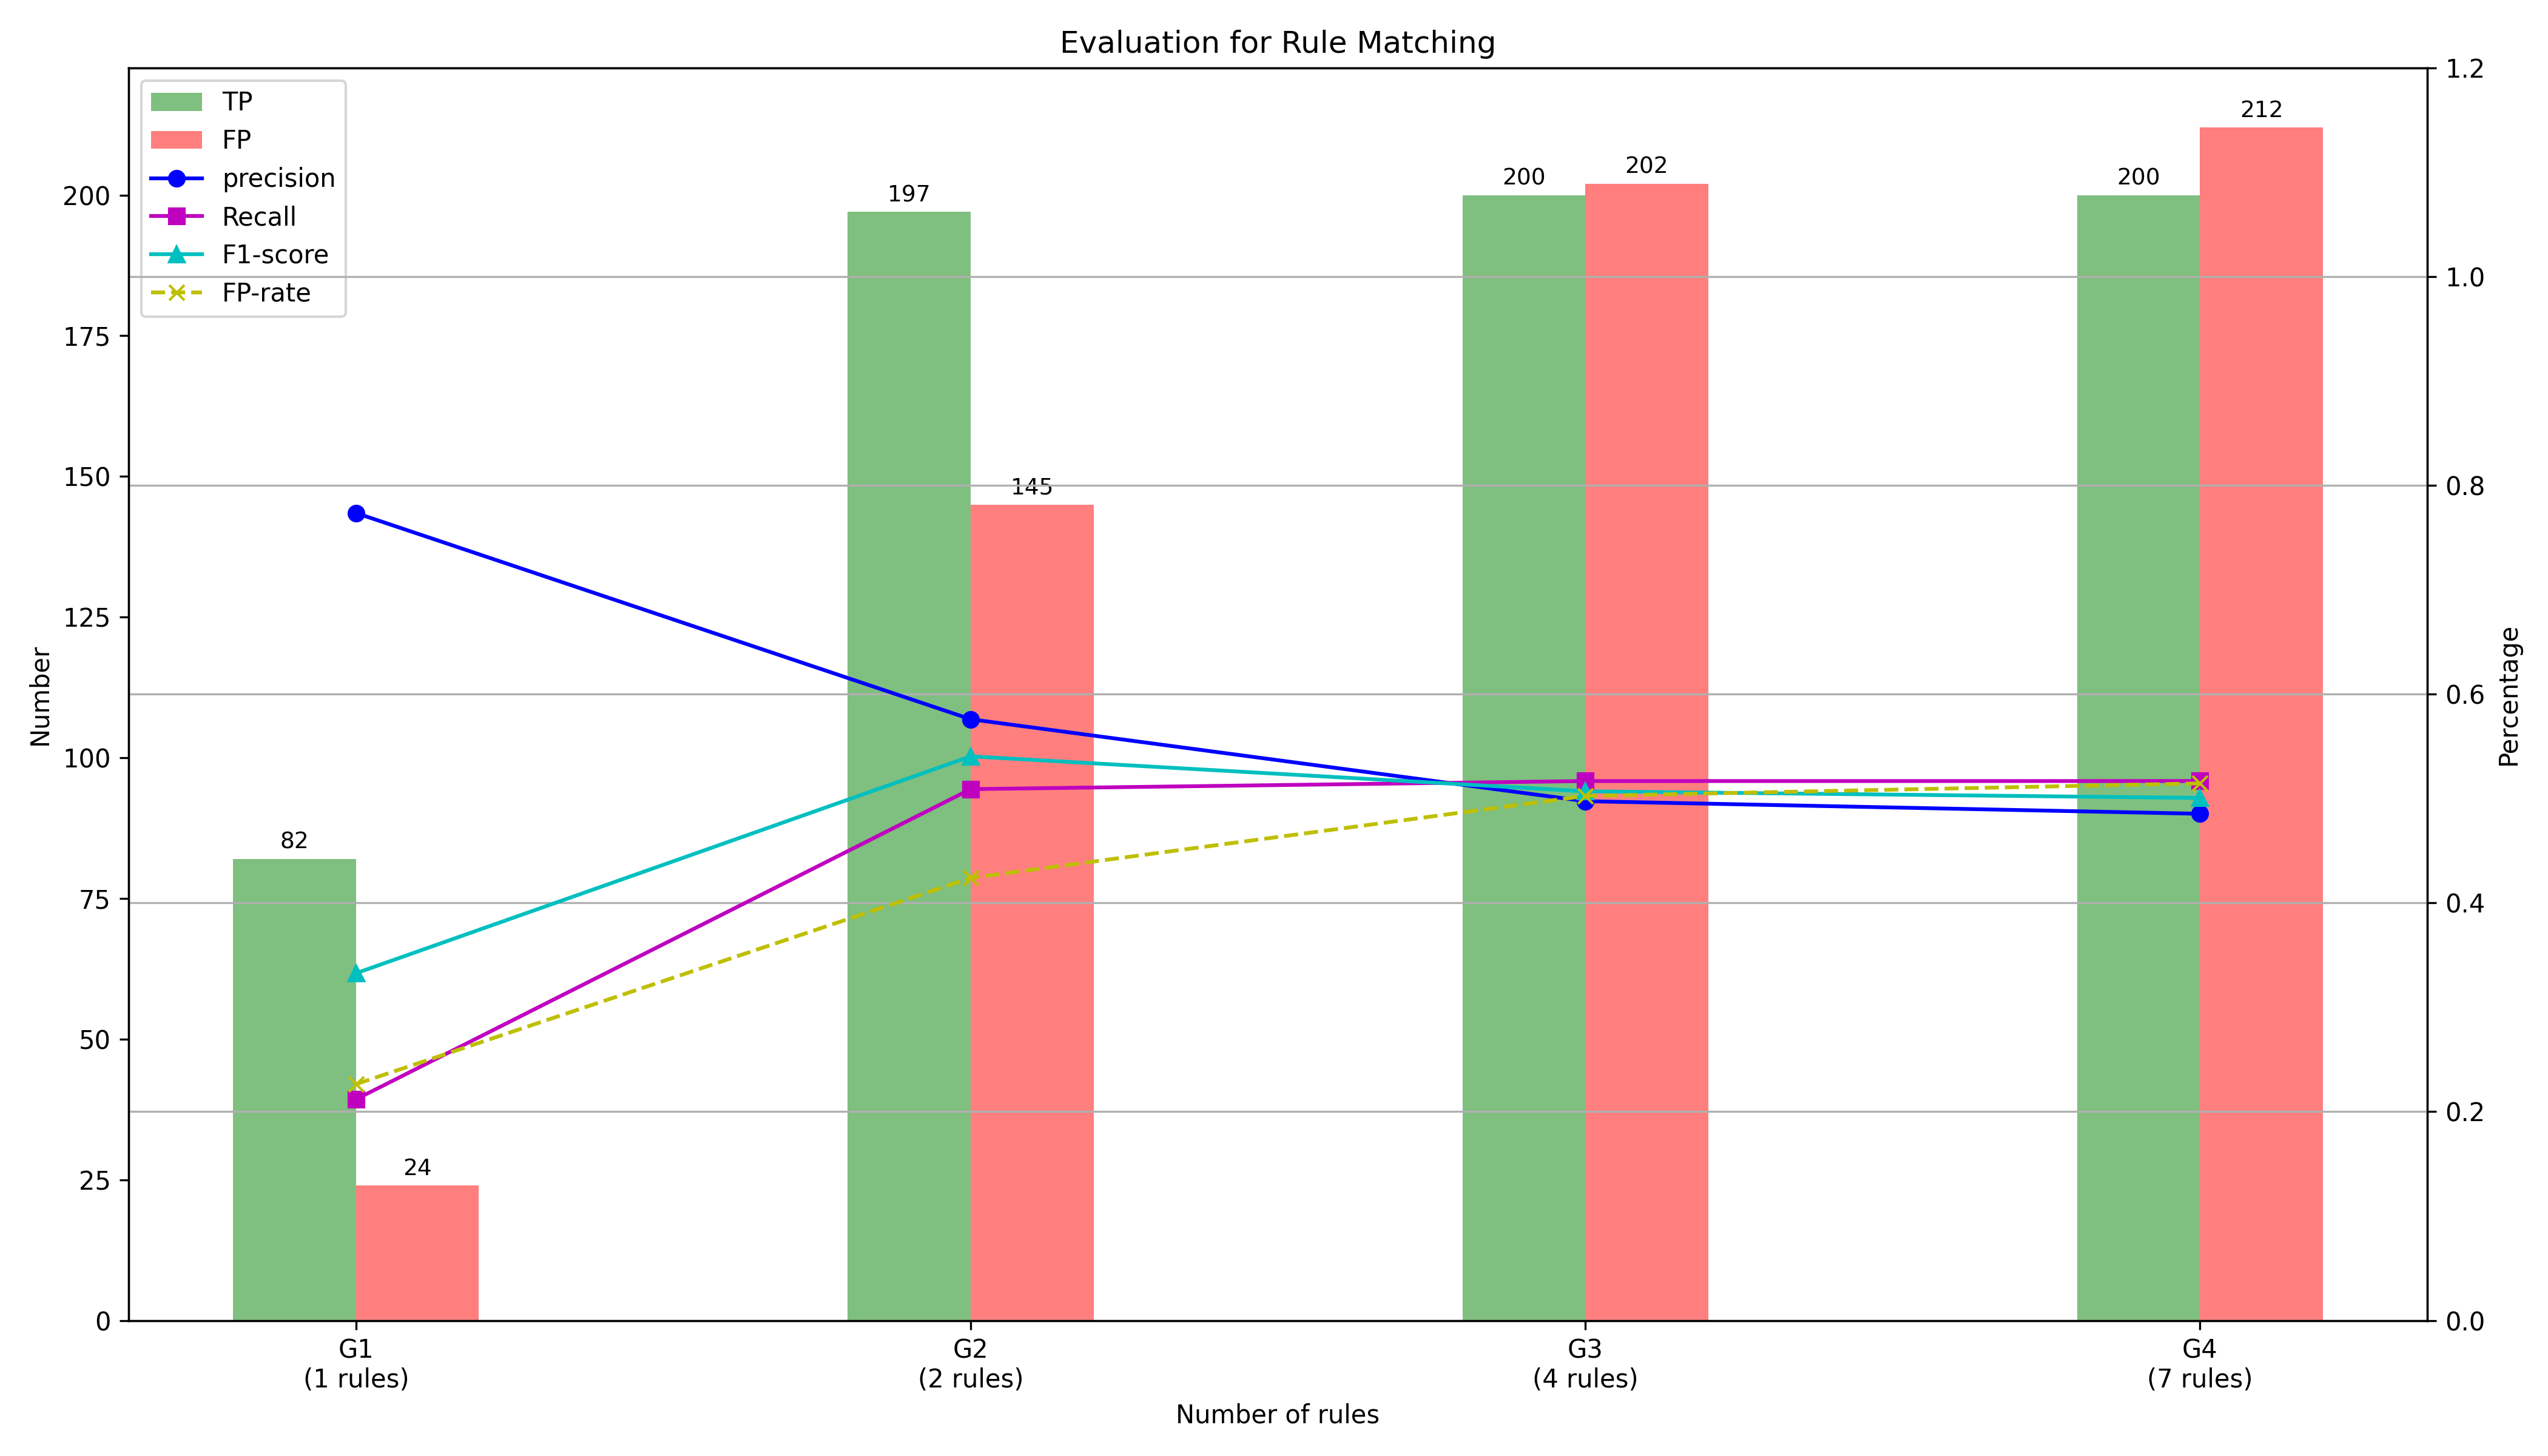 Evaluation for Rule Matching
TP
FP
precision
Recall
F1-score
FP-rate
Number
200
175
150
125
100
75
50
25
0
1.2
1.0
0.8
0.6
0.4
0.2
0.0
Percentage
82
24
197
145
200
202
200
212
G1
(1 rules)
G2
(2 rules)
G3
(4 rules)
G4
(7 rules)
Number of rules